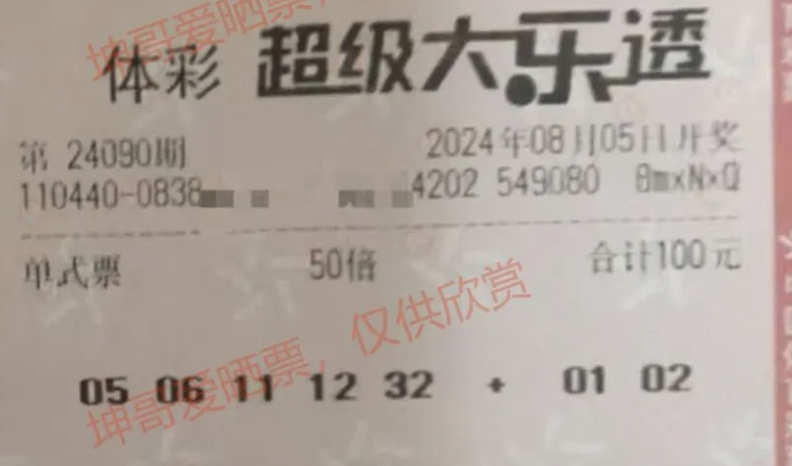 坤哥爱晒票
体彩 超级大乐透
第 24090期 2024年08月05日开奖
110440-0838 4202 549080 8mxNxQ
单式票 50倍 合计100元
坤哥爱晒票，仅供欣赏
05 06 11 12 32 + 01 02